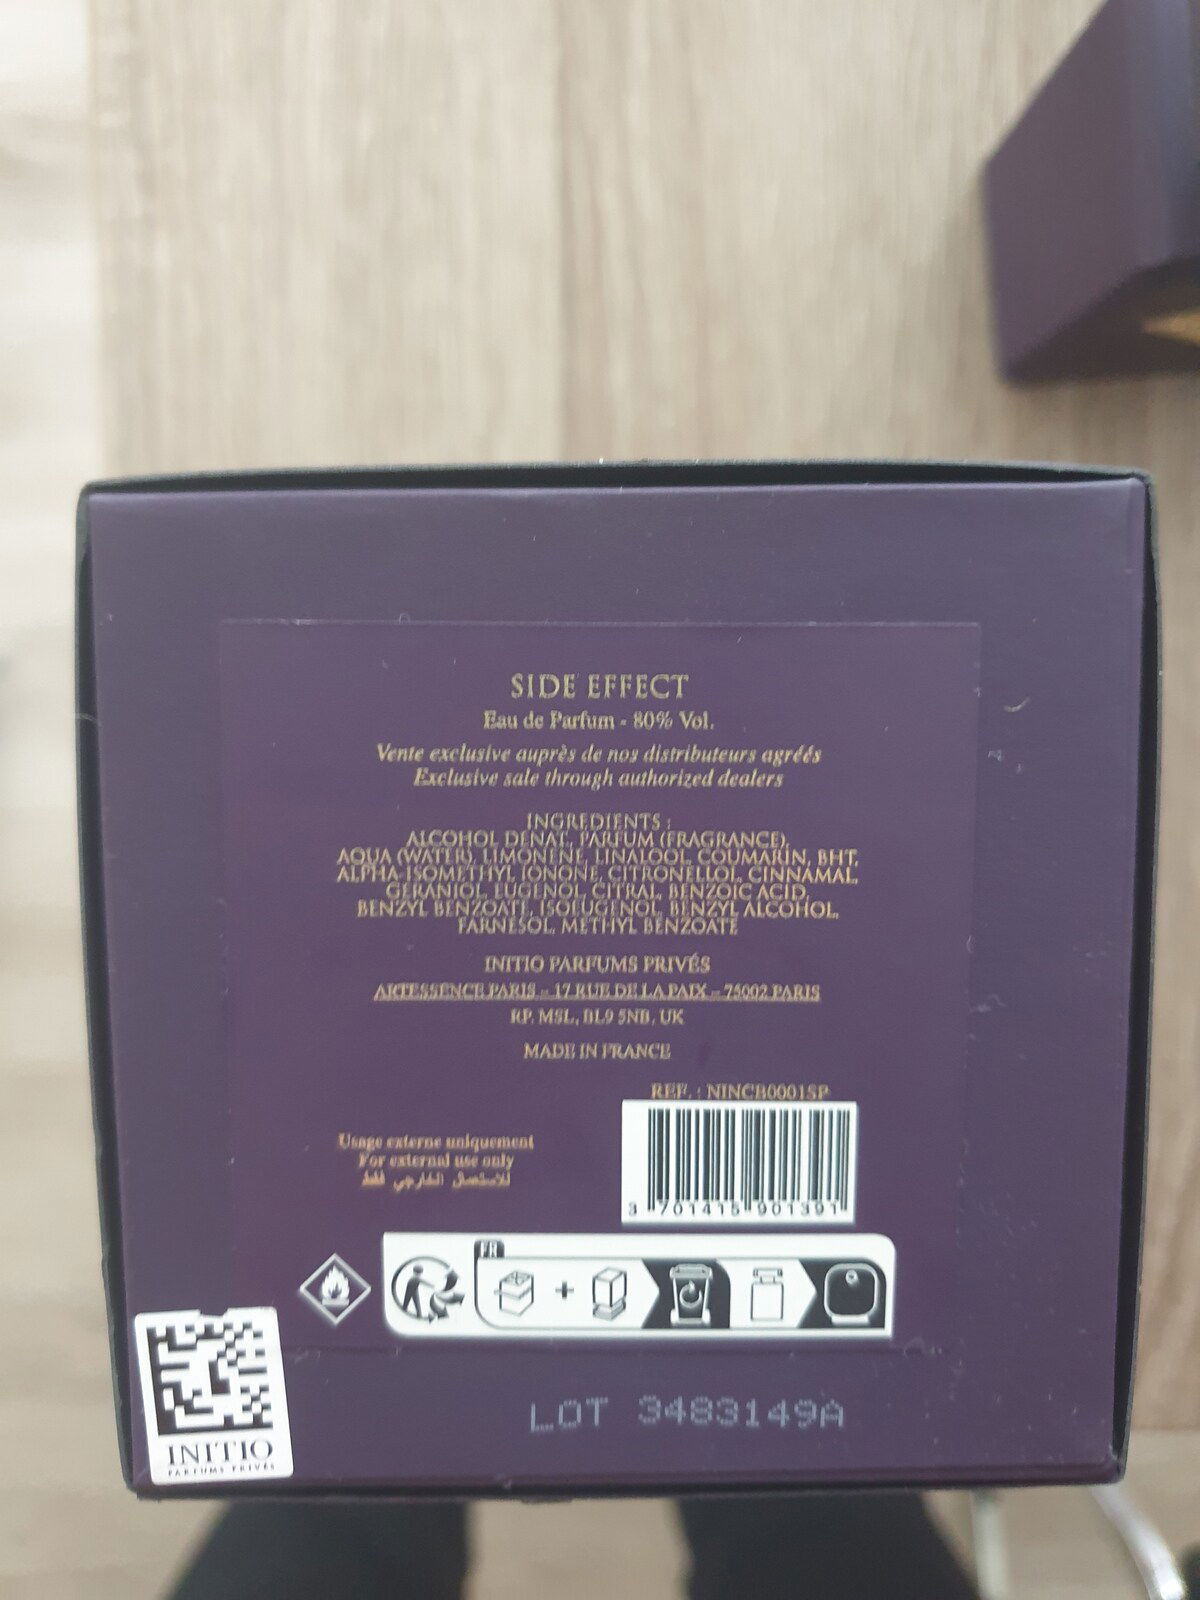 SIDE EFFECT
Eau de Parfum - 80% Vol.
Vente exclusive auprès de nos distributeurs agréés
Exclusive sale through authorized dealers
INGREDIENTS :
ALCOHOL DENAT., PARFUM (FRAGRANCE),
AQUA (WATER), LIMONENE, LINALOOL, COUMARIN, BHT,
ALPHA-ISOMETHYL IONONE, CITRONELLOL, CINNAMAL,
GERANIOL, EUGENOL, CITRAL, BENZOIC ACID,
BENZYL BENZOATE, ISOEUGENOL, BENZYL ALCOHOL,
FARNESOL, METHYL BENZOATE
INITIO PARFUMS PRIVÉS
ARTESSENCE PARIS – 17 RUE DE LA PAIX – 75002 PARIS
RP. MSL, BL9 5NB, UK
MADE IN FRANCE
REF. : NINCB0001SP
Usage externe uniquement
For external use only
للاستعمال الخارجي فقط
3 701415 901391
FR
LOT 3483149A
INITIO
PARFUMS PRIVÉS